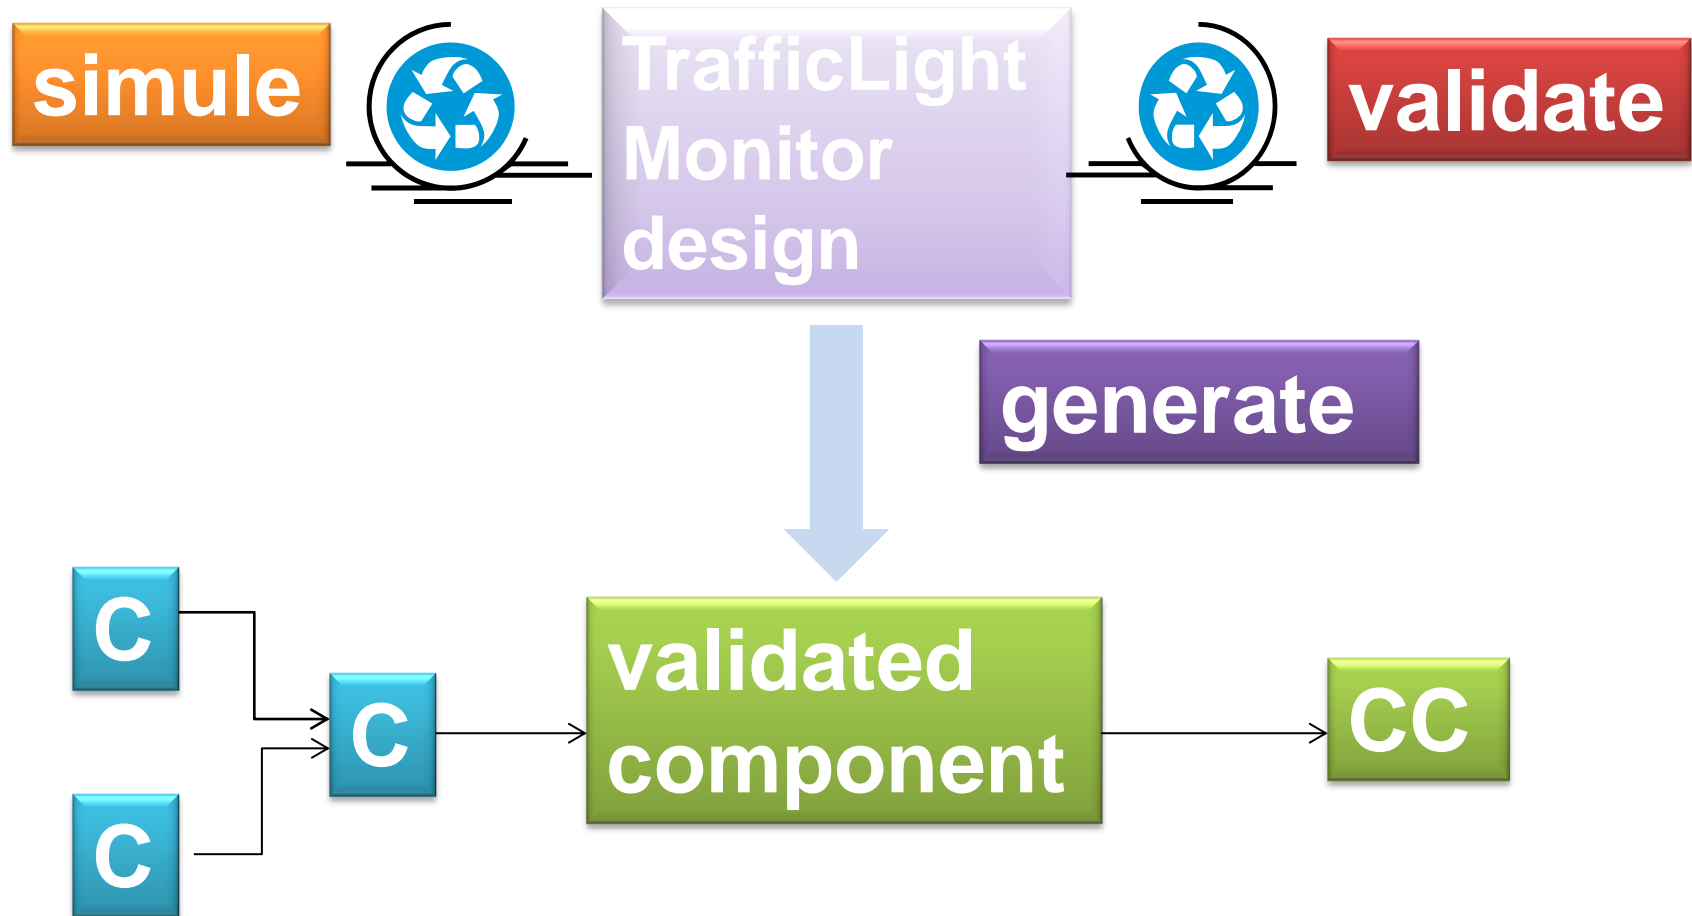 simule
TrafficLight
Monitor
design
validate
generate
C
C
C
validated
component
CC